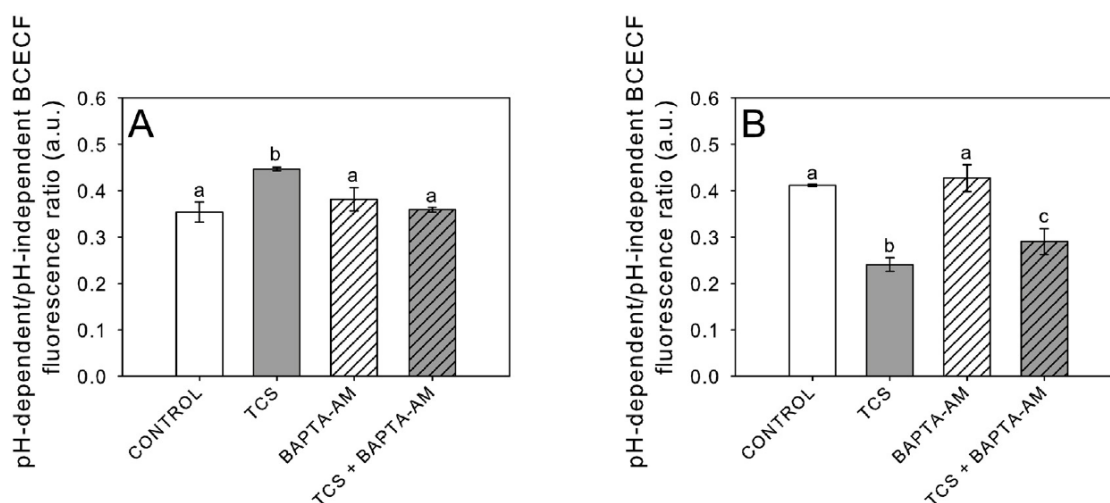 pH-dependent/pH-independent BCECF
fluorescence ratio (a.u.)
A
0.6
0.5
0.4
0.3
0.2
0.1
0.0
a
b
a
a
CONTROL
TCS
BAPTA-AM
TCS + BAPTA-AM
pH-dependent/pH-independent BCECF
fluorescence ratio (a.u.)
B
0.6
0.5
0.4
0.3
0.2
0.1
0.0
a
b
a
c
CONTROL
TCS
BAPTA-AM
TCS + BAPTA-AM